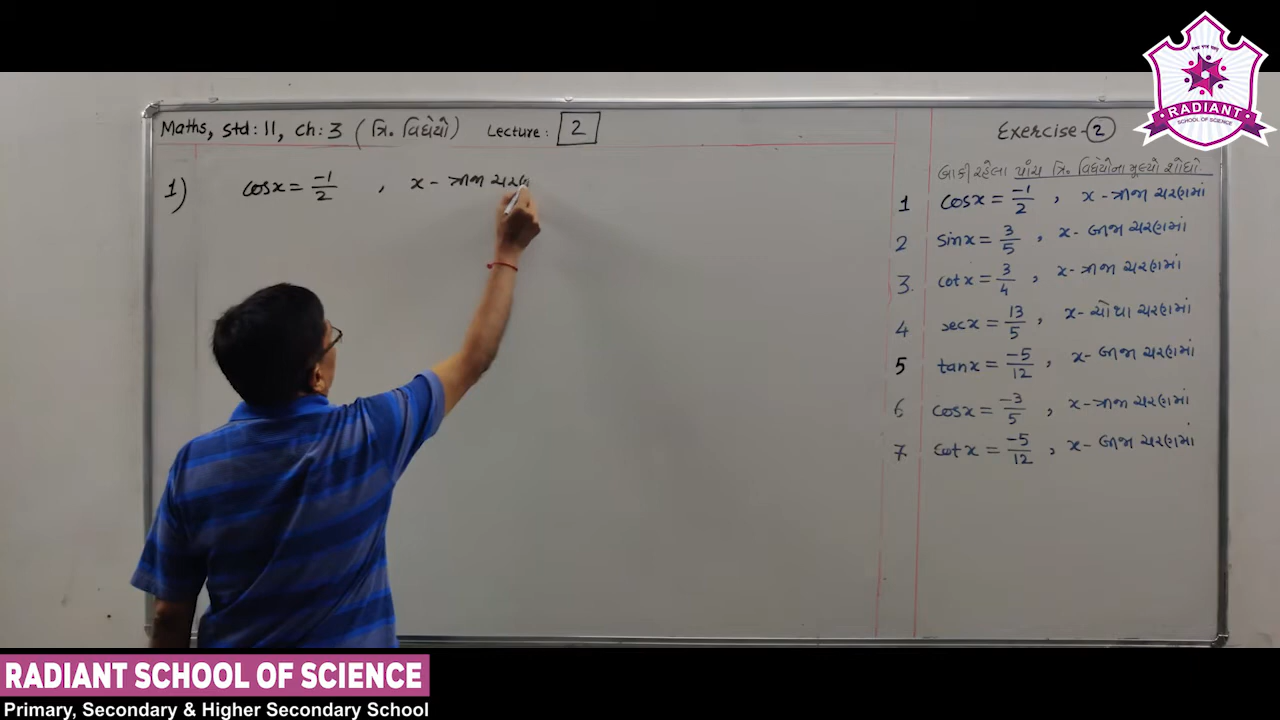 RADIANT
SCHOOL OF SCIENCE
Maths, Std: 11, ch: 3 (ત્રિ. વિધેયો) Lecture: 2
1) cosx = -1/2 , x - ત્રીજા ચરણ
Exercise-2
બાકી રહેલા પાંચ ત્રિ. વિધેયોના મૂલ્યો શોધો.
1 cosx = -1/2 , x - ત્રીજા ચરણમાં
2 sinx = 3/5 , x - બીજા ચરણમાં
3. cotx = 3/4 , x - ત્રીજા ચરણમાં
4 secx = 13/5 , x - ચોથા ચરણમાં
5 tanx = -5/12 , x - બીજા ચરણમાં
6 cosx = -3/5 , x - ત્રીજા ચરણમાં
7. cotx = -5/12 , x - બીજા ચરણમાં
RADIANT SCHOOL OF SCIENCE
Primary, Secondary & Higher Secondary School